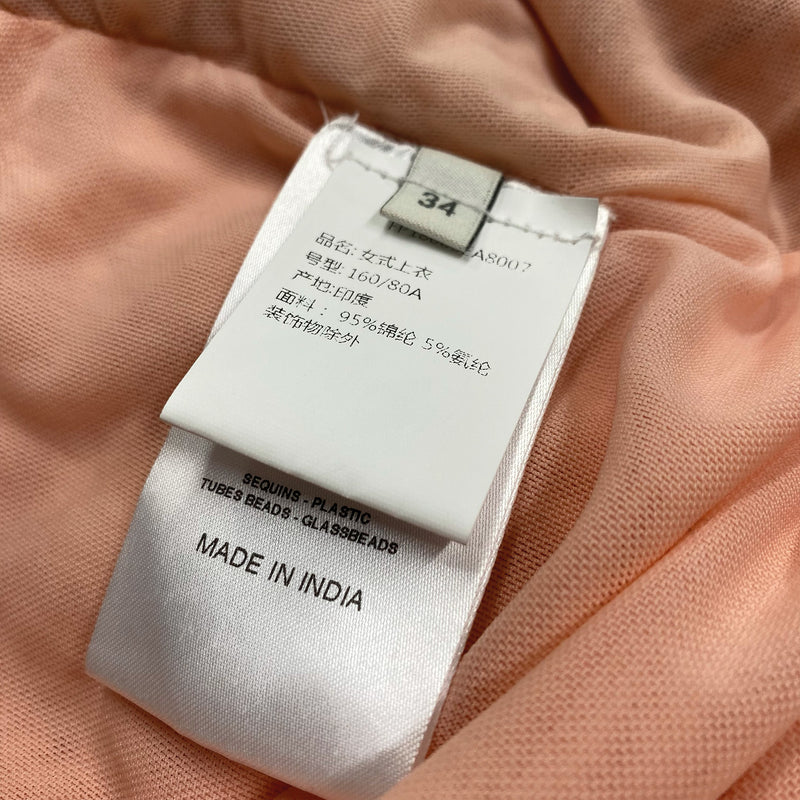 34
A8007
品名: 女式上衣
号型: 160/80A
产地:印度
面料： 95%锦纶 5%氨纶
装饰物除外
SEQUINS - PLASTIC
TUBES BEADS - GLASSBEADS
MADE IN INDIA